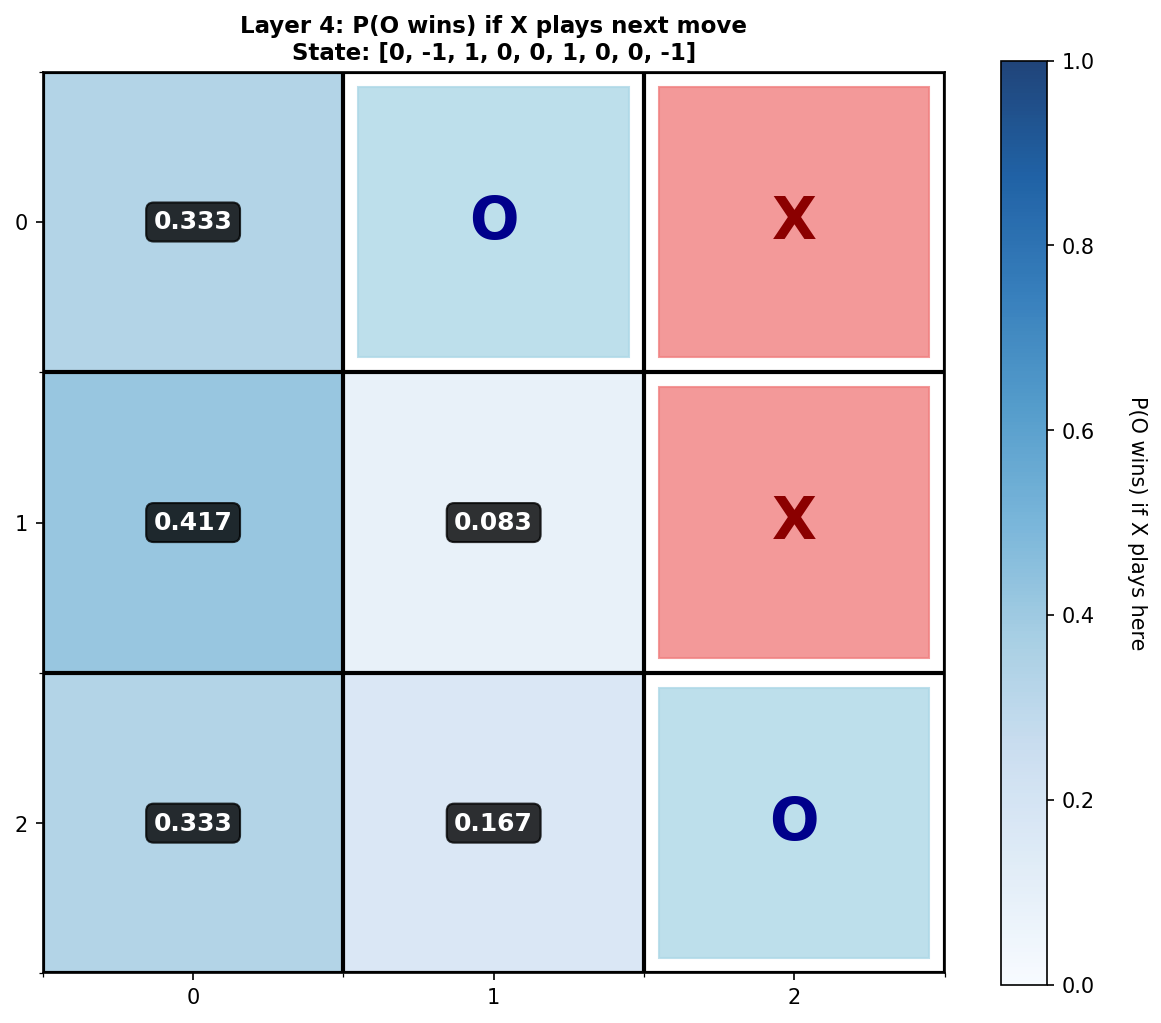 Layer 4: P(O wins) if X plays next move
State: [0, -1, 1, 0, 0, 1, 0, 0, -1]
0
0.333
O
X
1
0.417
0.083
X
2
0.333
0.167
O
0
1
2
1.0
0.8
0.6
0.4
0.2
0.0
P(O wins) if X plays here